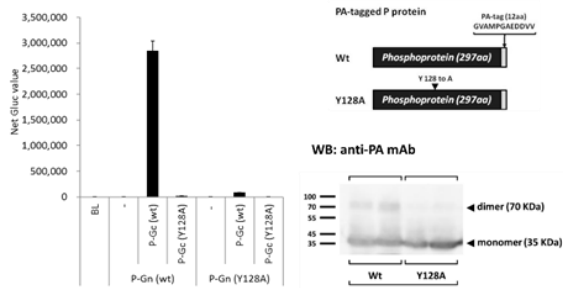 3,500,000
3,000,000
2,500,000
2,000,000
1,500,000
1,000,000
500,000
0
Net Gluc value
BL
-
P-Gc (wt)
P-Gc (Y128A)
-
P-Gc (wt)
P-Gc (Y128A)
P-Gn (wt)
P-Gn (Y128A)
PA-tagged P protein
PA-tag (12aa)
GVAMPGAEDDVV
Wt
Phosphoprotein (297aa)
Y 128 to A
Y128A
Phosphoprotein (297aa)
WB: anti-PA mAb
100
70
55
45
35
dimer (70 KDa)
monomer (35 KDa)
Wt
Y128A